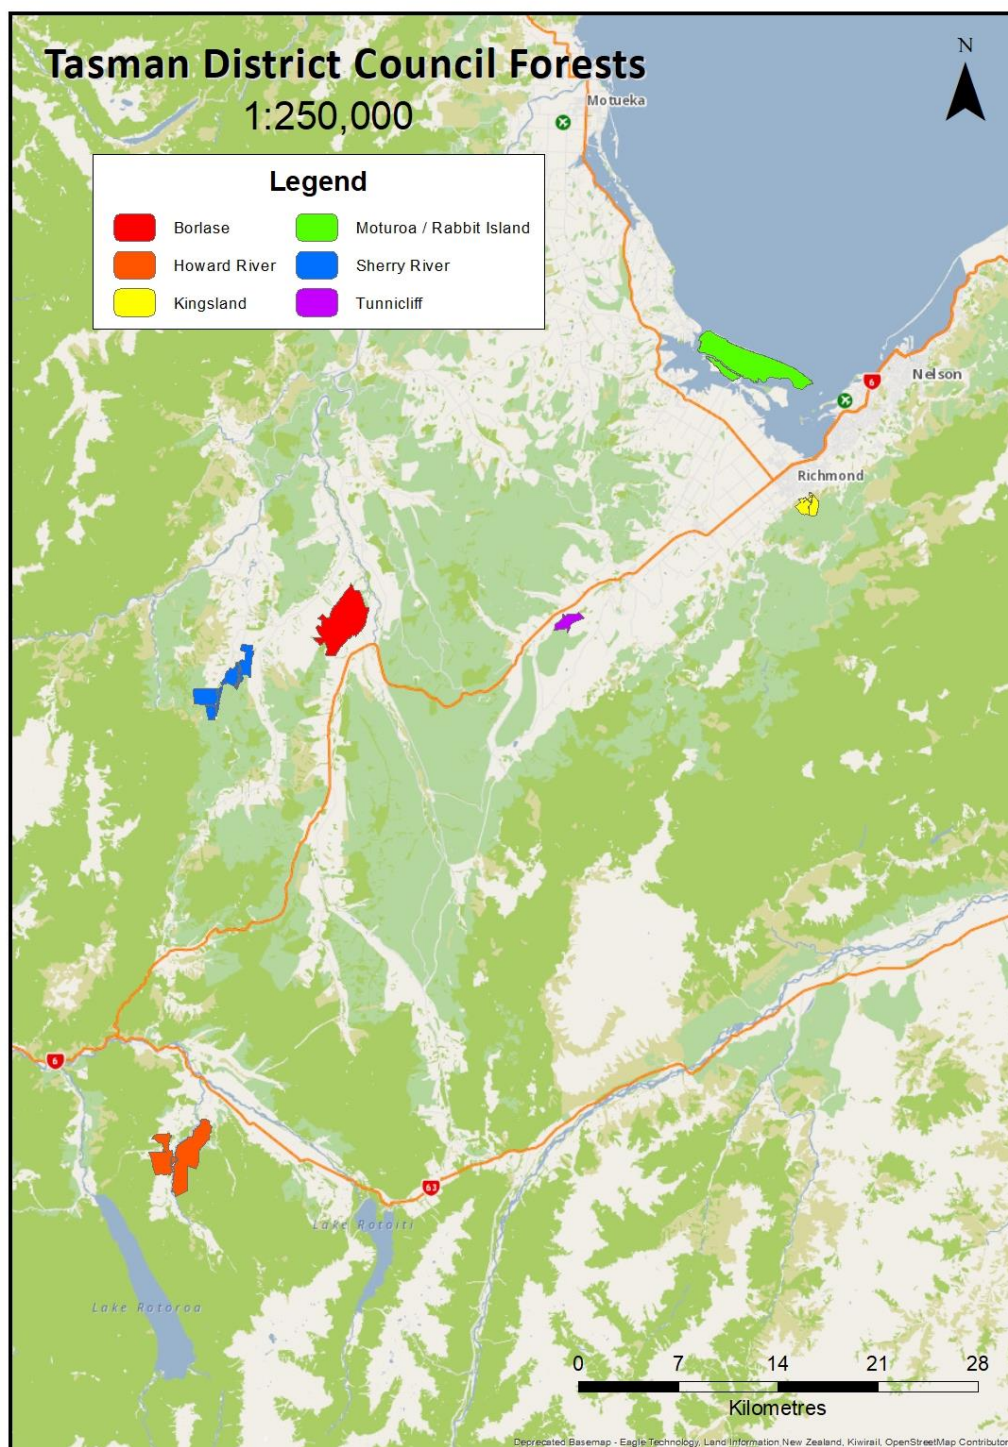 Tasman District Council Forests
1:250,000
N
Motueka
Legend
Borlase
Moturoa / Rabbit Island
Howard River
Sherry River
Kingsland
Tunnicliff
6
Nelson
Richmond
6
63
Lake Rotoiti
Lake Rotoroa
0 7 14 21 28
Kilometres
Deprecated Basemap - Eagle Technology, Land Information New Zealand, Kiwirail, OpenStreetMap Contributor